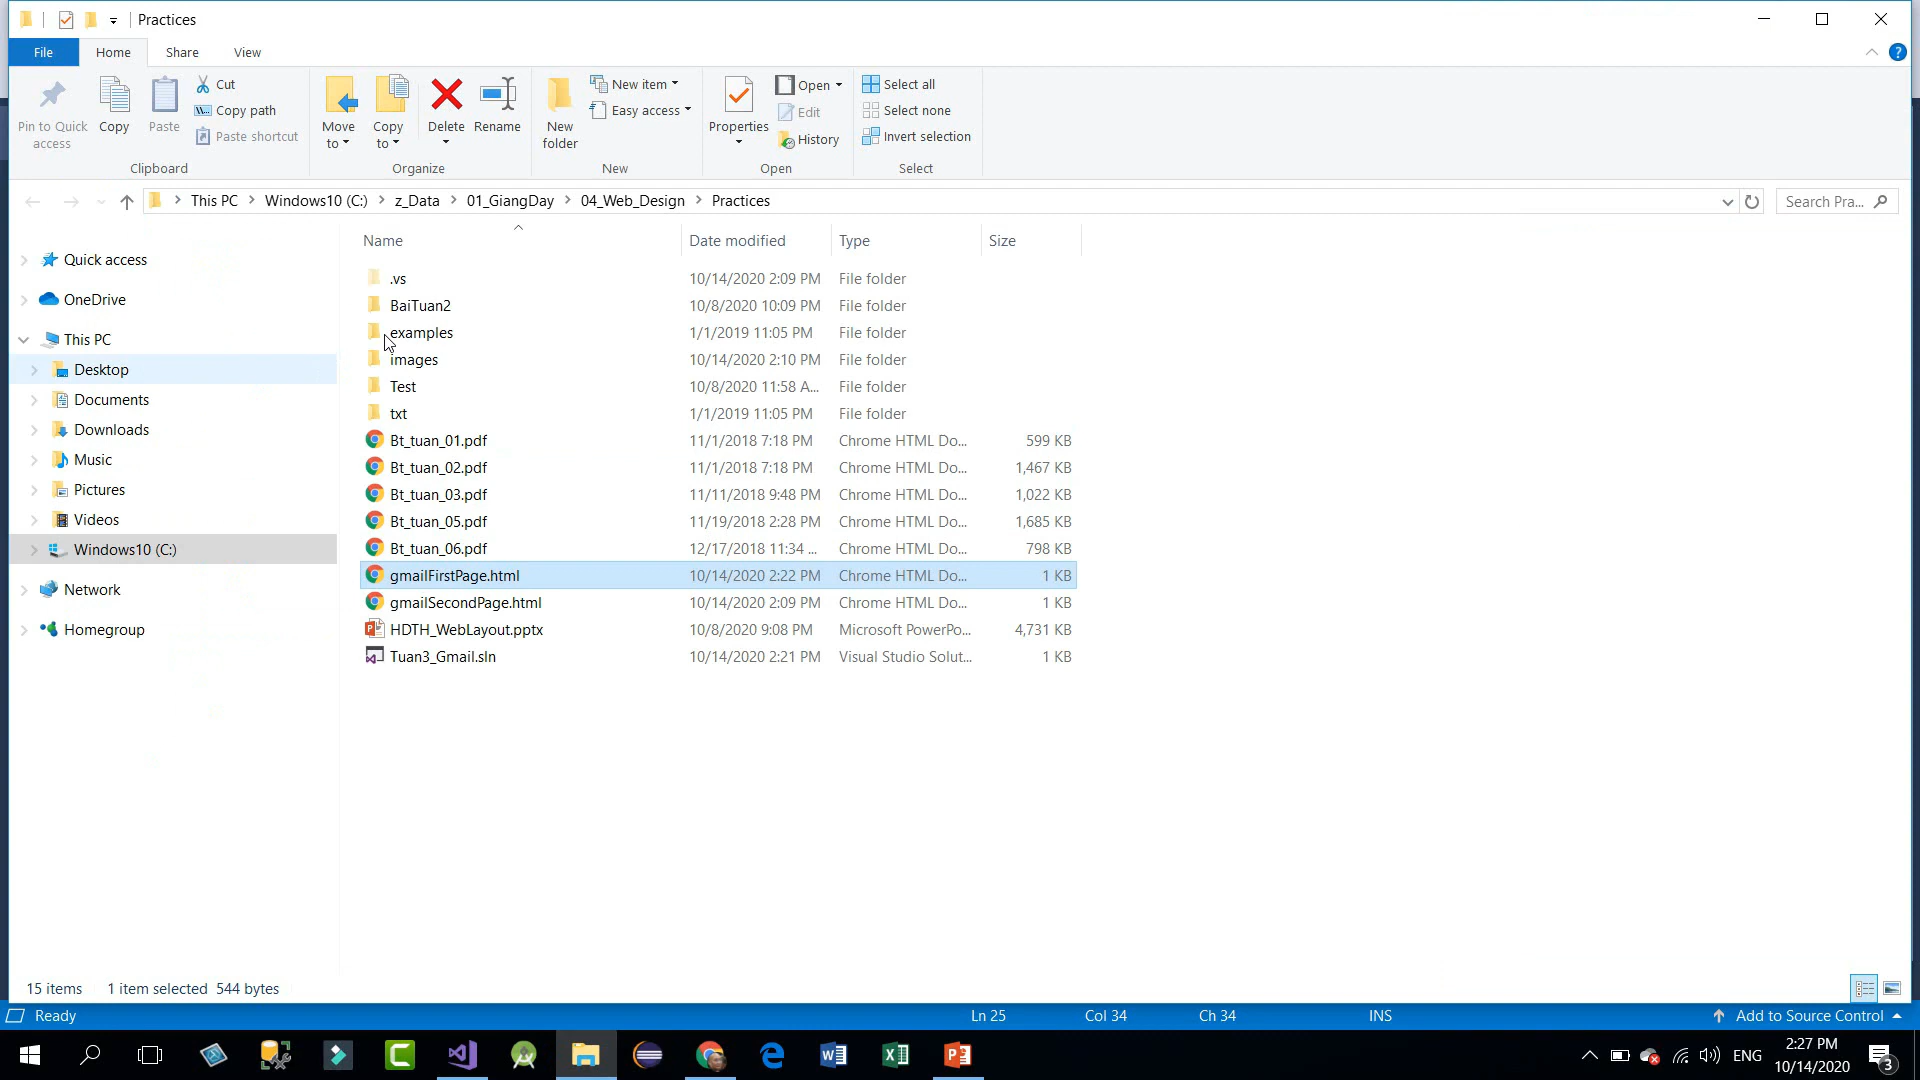 Practices
File Home Share View
Pin to Quick access
Copy
Paste
Cut
Copy path
Paste shortcut
Clipboard
Move to
Copy to
Delete
Rename
Organize
New folder
New item
Easy access
New
Properties
Open
Edit
History
Open
Select all
Select none
Invert selection
Select
This PC > Windows10 (C:) > z_Data > 01_GiangDay > 04_Web_Design > Practices
Search Pra...
Quick access
OneDrive
This PC
Desktop
Documents
Downloads
Music
Pictures
Videos
Windows10 (C:)
Network
Homegroup
Name Date modified Type Size
.vs 10/14/2020 2:09 PM File folder
BaiTuan2 10/8/2020 10:09 PM File folder
examples 1/1/2019 11:05 PM File folder
images 10/14/2020 2:10 PM File folder
Test 10/8/2020 11:58 A... File folder
txt 1/1/2019 11:05 PM File folder
Bt_tuan_01.pdf 11/1/2018 7:18 PM Chrome HTML Do... 599 KB
Bt_tuan_02.pdf 11/1/2018 7:18 PM Chrome HTML Do... 1,467 KB
Bt_tuan_03.pdf 11/11/2018 9:48 PM Chrome HTML Do... 1,022 KB
Bt_tuan_05.pdf 11/19/2018 2:28 PM Chrome HTML Do... 1,685 KB
Bt_tuan_06.pdf 12/17/2018 11:34 ... Chrome HTML Do... 798 KB
gmailFirstPage.html 10/14/2020 2:22 PM Chrome HTML Do... 1 KB
gmailSecondPage.html 10/14/2020 2:09 PM Chrome HTML Do... 1 KB
HDTH_WebLayout.pptx 10/8/2020 9:08 PM Microsoft PowerPo... 4,731 KB
Tuan3_Gmail.sln 10/14/2020 2:21 PM Visual Studio Solut... 1 KB
15 items 1 item selected 544 bytes
Ready Ln 25 Col 34 Ch 34 INS Add to Source Control
ENG
2:27 PM
10/14/2020
3